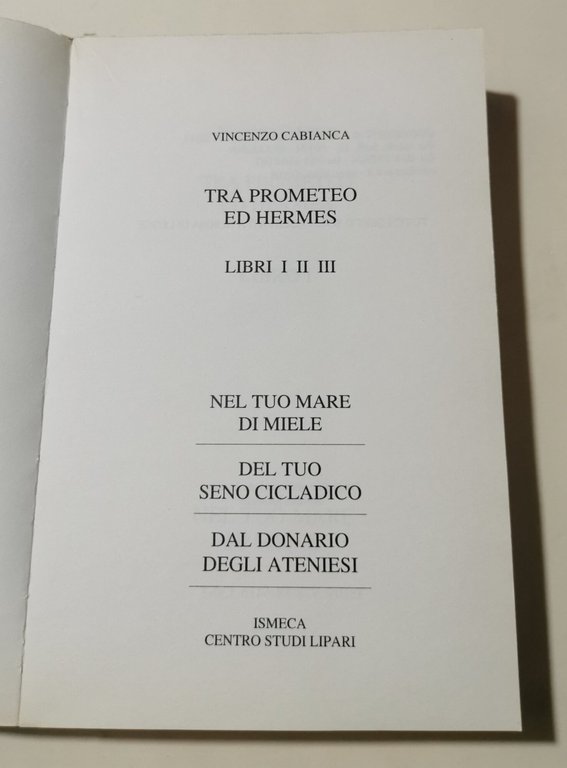 VINCENZO CABIANCA
TRA PROMETEO
ED HERMES
LIBRI I II III
NEL TUO MARE
DI MIELE
DEL TUO
SENO CICLADICO
DAL DONARIO
DEGLI ATENIESI
ISMECA
CENTRO STUDI LIPARI